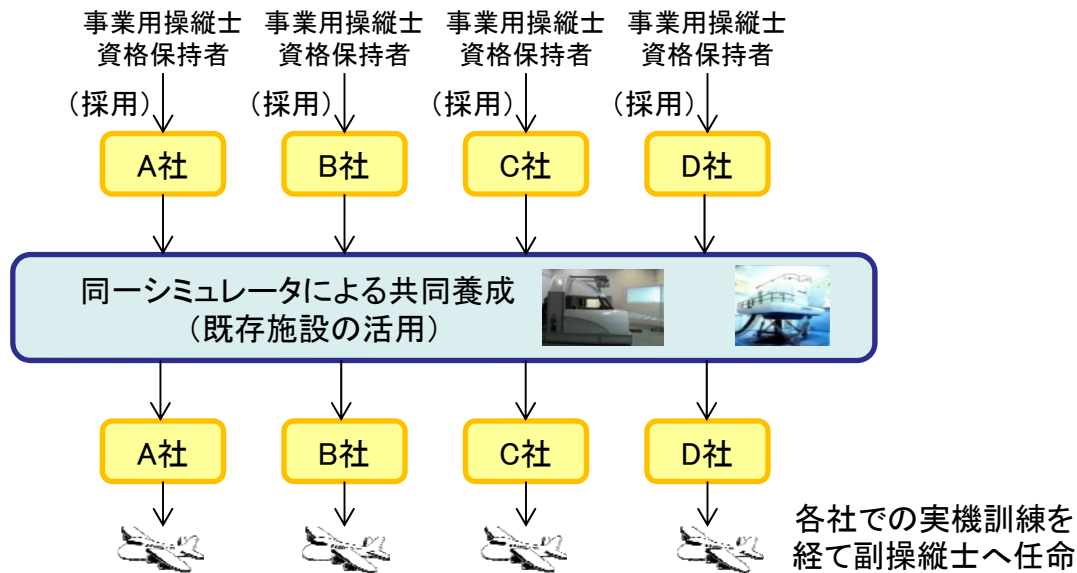 事業用操縦士 事業用操縦士 事業用操縦士 事業用操縦士
資格保持者 資格保持者 資格保持者 資格保持者
（採用） （採用） （採用） （採用）
A社 B社 C社 D社
同一シミュレータによる共同養成
（既存施設の活用）
A社 B社 C社 D社
各社での実機訓練を
経て副操縦士へ任命